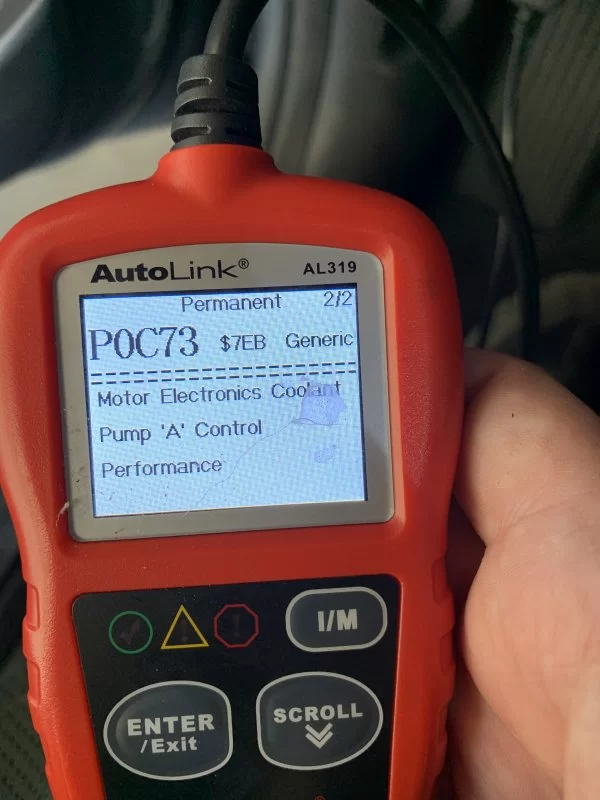 AutoLink®
AL319
Permanent 2/2
P0C73 $7EB Generic
Motor Electronics Coolant
Pump 'A' Control
Performance
I/M
ENTER
/Exit
SCROLL